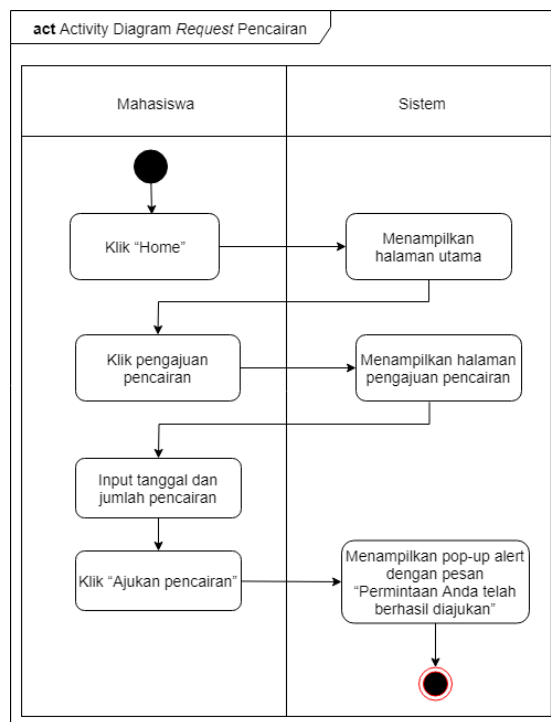 act Activity Diagram Request Pencairan
Mahasiswa
Sistem
Klik “Home”
Menampilkan
halaman utama
Klik pengajuan
pencairan
Menampilkan halaman
pengajuan pencairan
Input tanggal dan
jumlah pencairan
Klik “Ajukan pencairan”
Menampilkan pop-up alert
dengan pesan
“Permintaan Anda telah
berhasil diajukan”